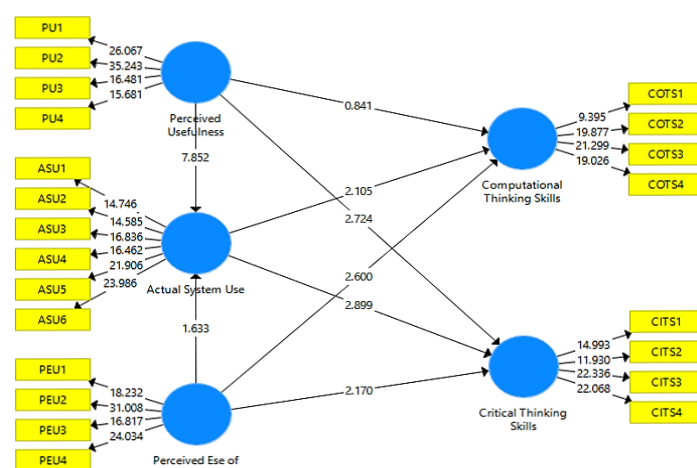 PU1
PU2
PU3
PU4
26.067
35.243
16.481
15.681
Perceived
Usefulness
7.852
0.841
COTS1
COTS2
COTS3
COTS4
9.395
19.877
21.299
19.026
Computational
Thinking Skills
ASU1
ASU2
ASU3
ASU4
ASU5
ASU6
14.746
14.585
16.836
16.462
21.906
23.986
Actual System Use
2.105
2.724
2.600
2.899
1.633
2.170
CITS1
CITS2
CITS3
CITS4
14.993
11.930
22.336
22.068
Critical Thinking
Skills
PEU1
PEU2
PEU3
PEU4
18.232
31.008
16.817
24.034
Perceived Ese of